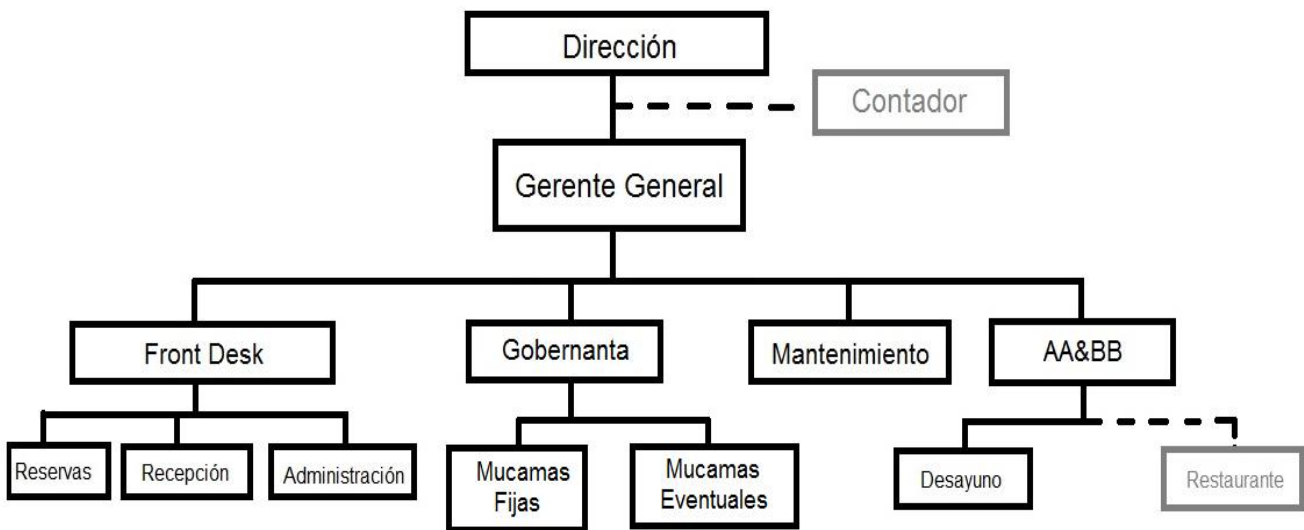 Dirección
Contador
Gerente General
Front Desk
Gobernanta
Mantenimiento
AA&BB
Reservas
Recepción
Administración
Mucamas
Fijas
Mucamas
Eventuales
Desayuno
Restaurante